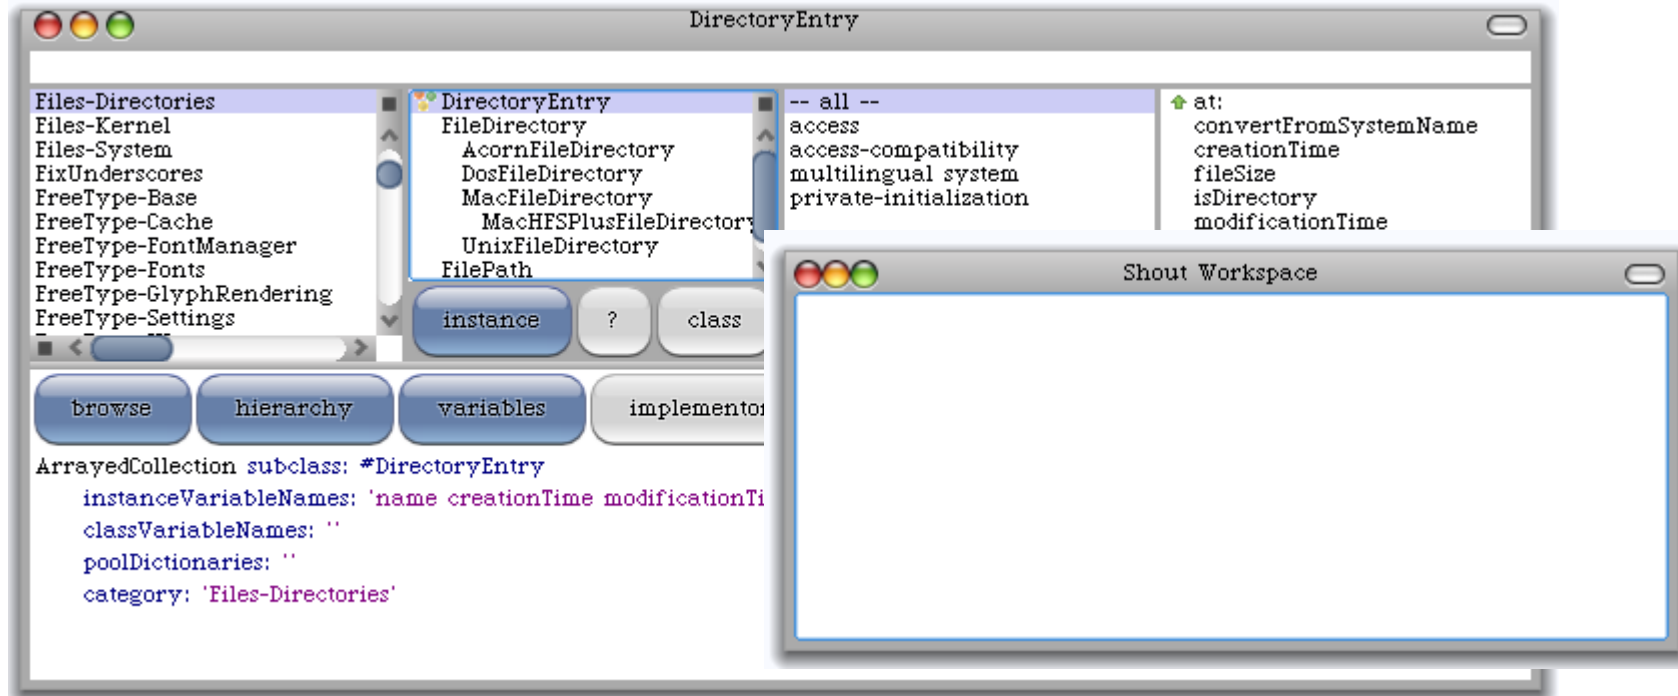 DirectoryEntry
Files-Directories
Files-Kernel
Files-System
FixUnderscores
FreeType-Base
FreeType-Cache
FreeType-FontManager
FreeType-Fonts
FreeType-GlyphRendering
FreeType-Settings
DirectoryEntry
FileDirectory
AcornFileDirectory
DosFileDirectory
MacFileDirectory
MacHFSPlusFileDirectory
UnixFileDirectory
FilePath
-- all --
access
access-compatibility
multilingual system
private-initialization
at:
convertFromSystemName
creationTime
fileSize
isDirectory
modificationTime
instance ? class
browse hierarchy variables implementor
ArrayedCollection subclass: #DirectoryEntry
instanceVariableNames: 'name creationTime modificationTi
classVariableNames: ''
poolDictionaries: ''
category: 'Files-Directories'
Shout Workspace